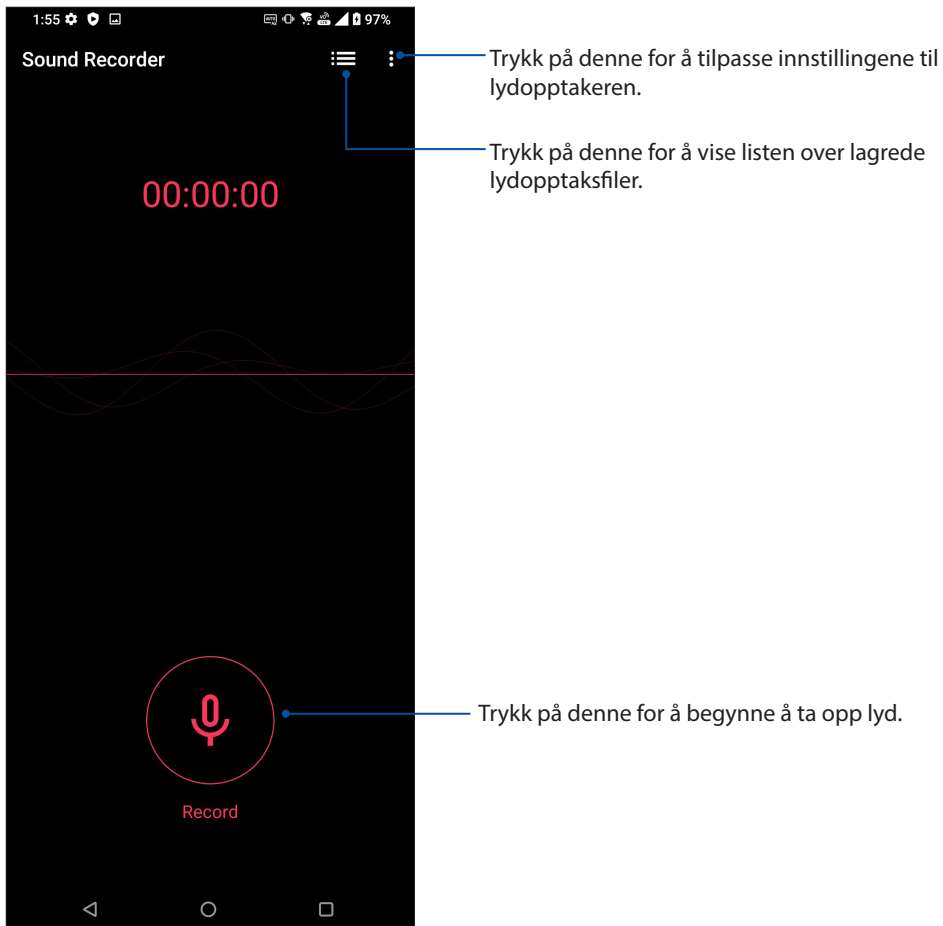 1:55
97%
Sound Recorder
Trykk på denne for å tilpasse innstillingene til
lydopptakeren.
Trykk på denne for å vise listen over lagrede
lydopptaksfiler.
00:00:00
Trykk på denne for å begynne å ta opp lyd.
Record